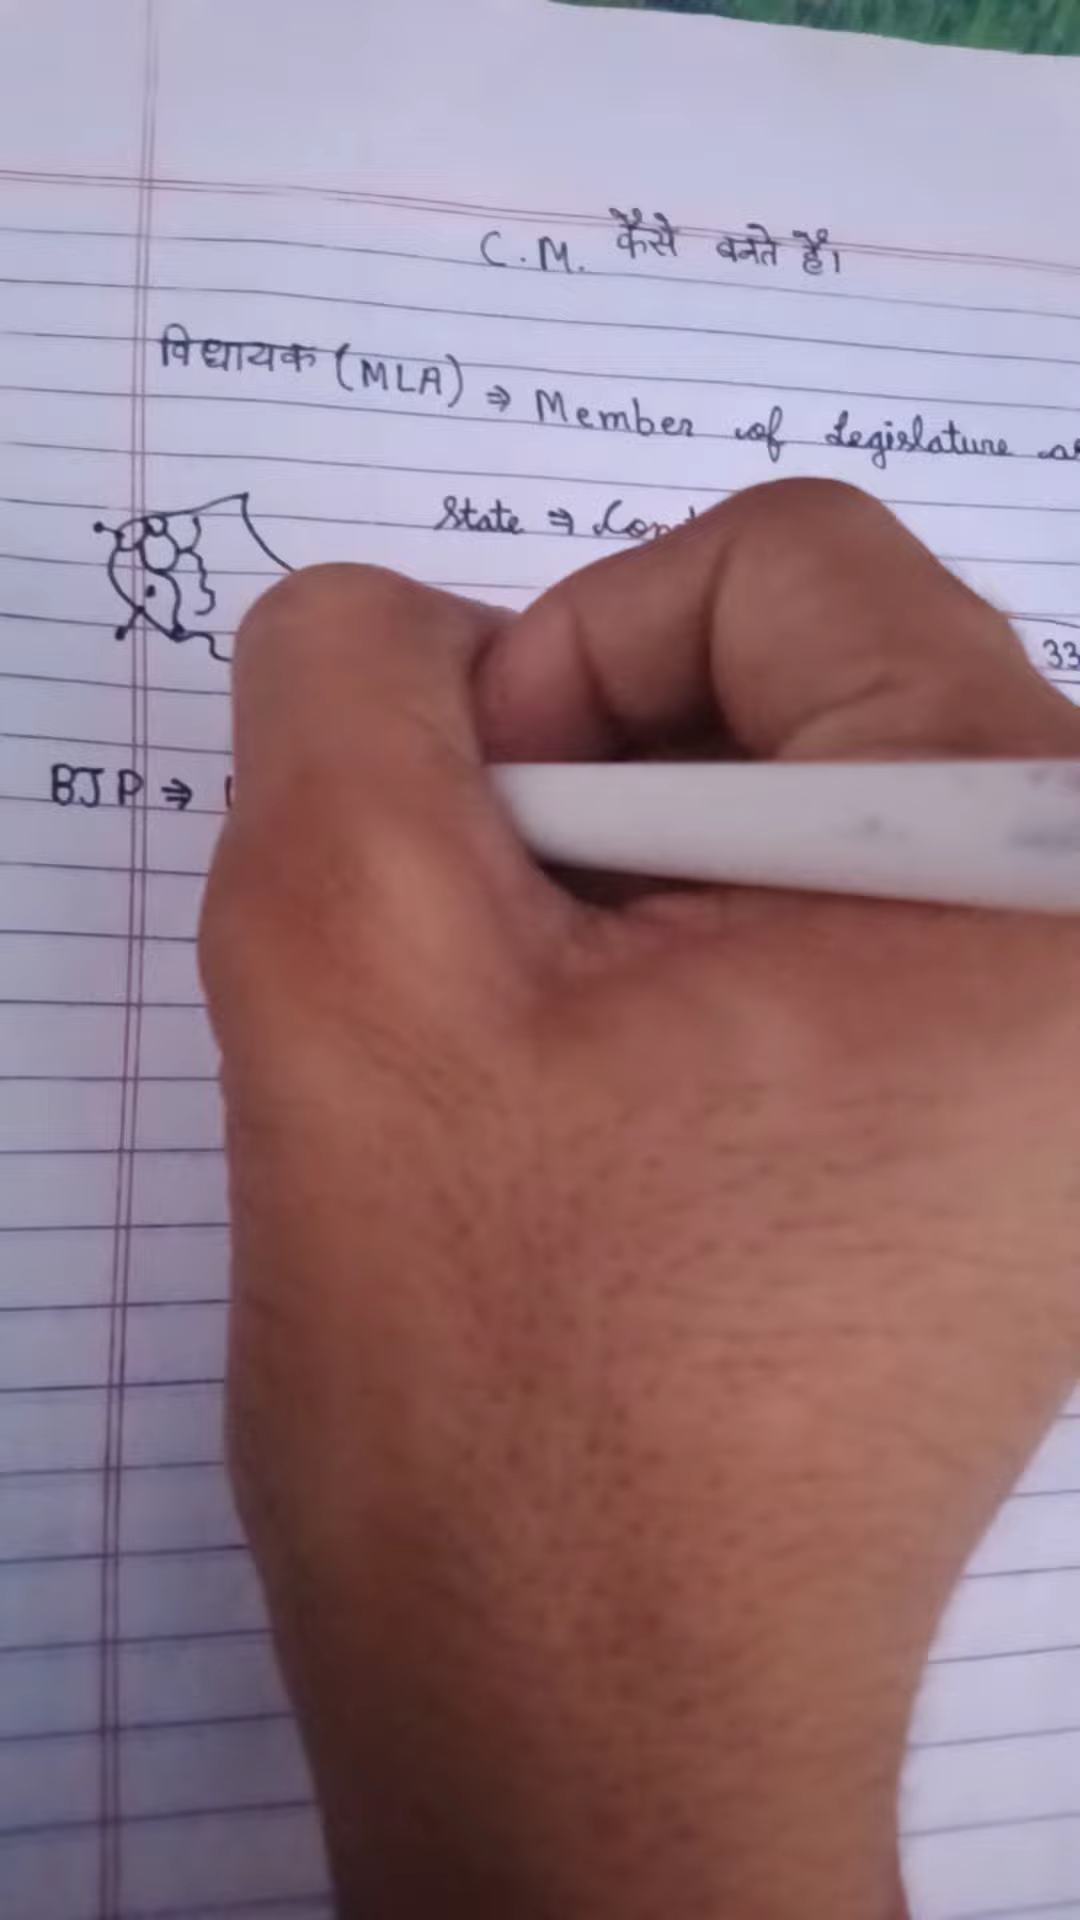 C.M. कैसे बनते हैं।
विधायक (MLA) ⇒ Member of Legislature
State ⇒
33
BJP ⇒